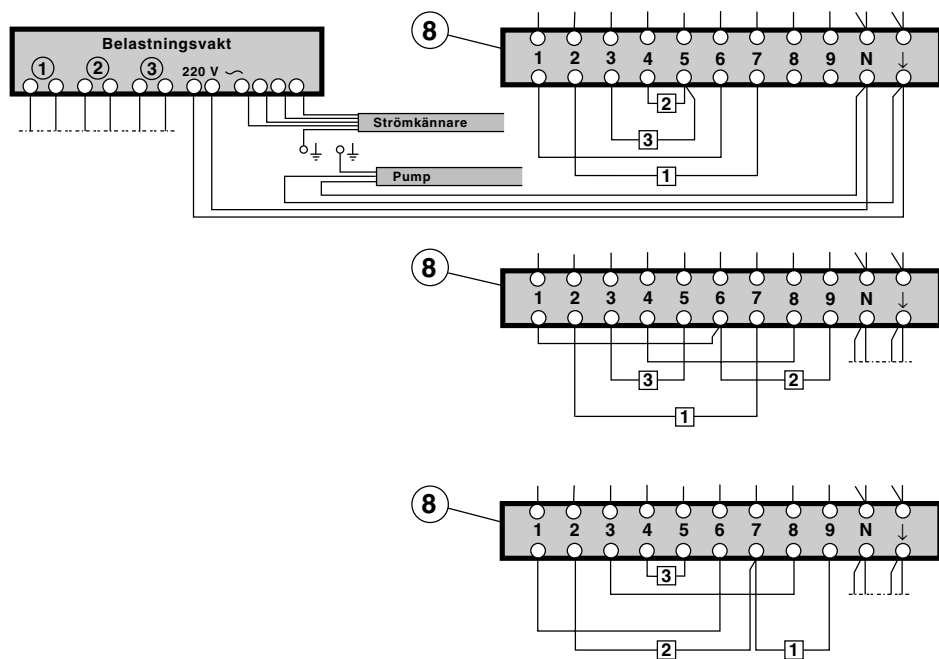 Belastningsvakt
1 2 3 220 V
Strömkännare
Pump
8
1 2 3 4 5 6 7 8 9 N ↓
2
3
1
8
1 2 3 4 5 6 7 8 9 N ↓
3 2
1
8
1 2 3 4 5 6 7 8 9 N ↓
3
2 1